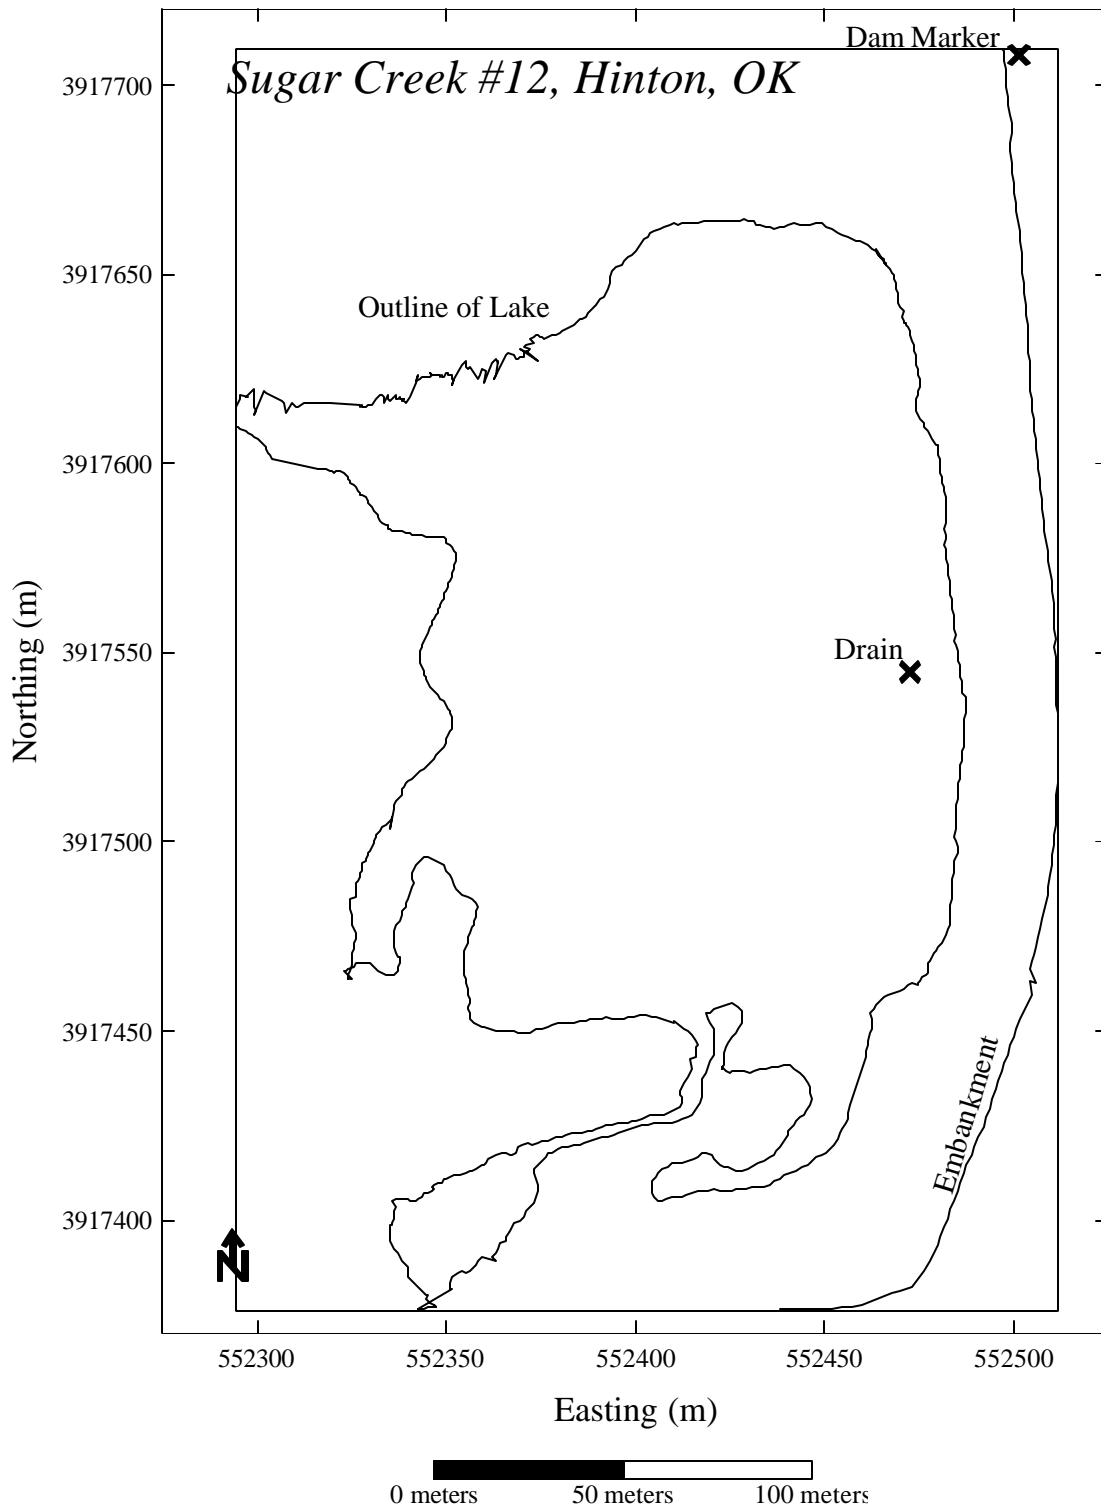 Dam Marker
Sugar Creek #12, Hinton, OK
3917700
3917650
Outline of Lake
3917600
3917550
Drain
Northing (m)
3917500
3917450
Embankment
3917400
N
552300 552350 552400 552450 552500
Easting (m)
0 meters 50 meters 100 meters